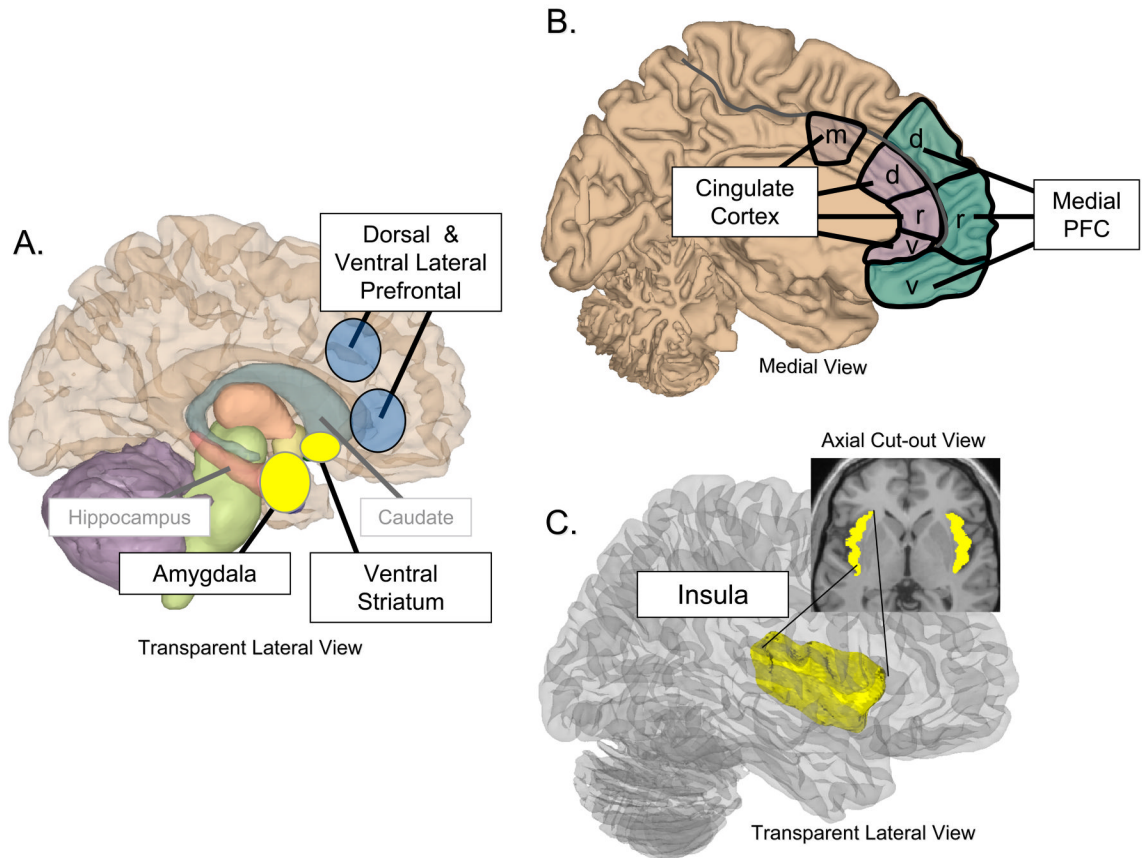 A.
Dorsal &
Ventral Lateral
Prefrontal
Hippocampus
Caudate
Amygdala
Ventral
Striatum
Transparent Lateral View
B.
m
d
d
r
r
v
v
Cingulate
Cortex
Medial
PFC
Medial View
C.
Axial Cut-out View
Insula
Transparent Lateral View